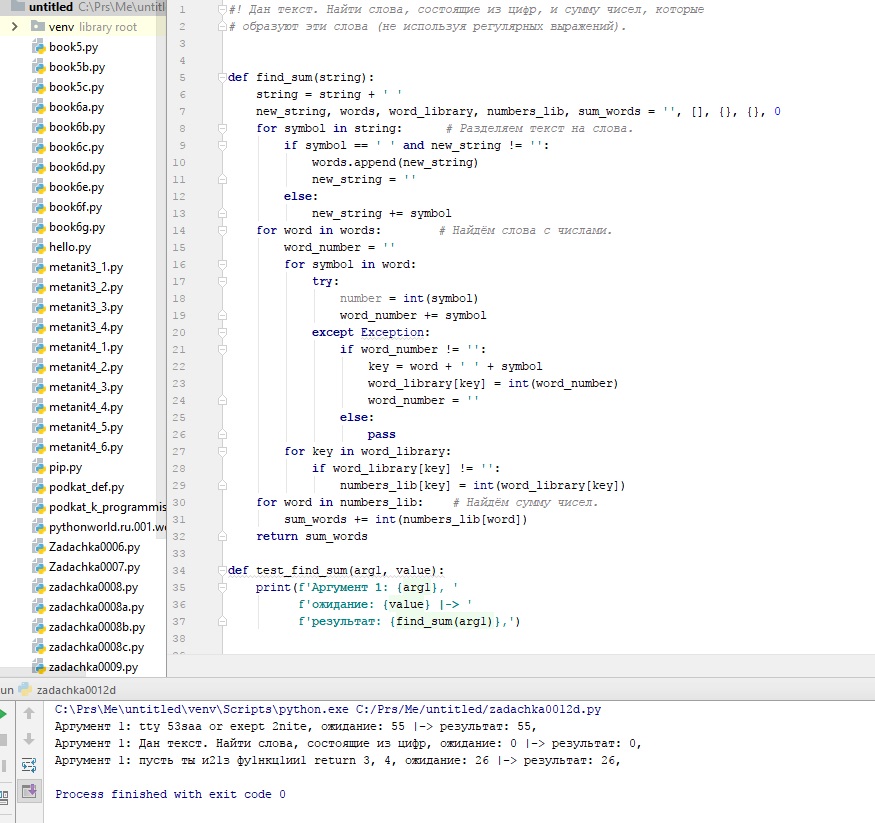 untitled C:\Prs\Me\untitl
venv library root
book5.py
book5b.py
book5c.py
book6a.py
book6b.py
book6c.py
book6d.py
book6e.py
book6f.py
book6g.py
hello.py
metanit3_1.py
metanit3_2.py
metanit3_3.py
metanit3_4.py
metanit4_1.py
metanit4_2.py
metanit4_3.py
metanit4_4.py
metanit4_5.py
metanit4_6.py
pip.py
podkat_def.py
podkat_k_programmis
pythonworld.ru.001.we
Zadachka0006.py
Zadachka0007.py
zadachka0008.py
zadachka0008a.py
zadachka0008b.py
zadachka0008c.py
zadachka0009.py
1 #! Дан текст. Найти слова, состоящие из цифр, и сумму чисел, которые
2 # образуют эти слова (не используя регулярных выражений).
3
4
5 def find_sum(string):
6     string = string + ' '
7     new_string, words, word_library, numbers_lib, sum_words = '', [], {}, {}, 0
8     for symbol in string:      # Разделяем текст на слова.
9         if symbol == ' ' and new_string != '':
10             words.append(new_string)
11             new_string = ''
12         else:
13             new_string += symbol
14     for word in words:         # Найдём слова с числами.
15         word_number = ''
16         for symbol in word:
17             try:
18                 number = int(symbol)
19                 word_number += symbol
20             except Exception:
21                 if word_number != '':
22                     key = word + ' ' + symbol
23                     word_library[key] = int(word_number)
24                     word_number = ''
25                 else:
26                     pass
27         for key in word_library:
28             if word_library[key] != '':
29                 numbers_lib[key] = int(word_library[key])
30     for word in numbers_lib:    # Найдём сумму чисел.
31         sum_words += int(numbers_lib[word])
32     return sum_words
33
34 def test_find_sum(arg1, value):
35     print(f'Аргумент 1: {arg1}, '
36           f'ожидание: {value} |-> '
37           f'результат: {find_sum(arg1)},')
38
un zadachka0012d
C:\Prs\Me\untitled\venv\Scripts\python.exe C:/Prs/Me/untitled/zadachka0012d.py
Аргумент 1: tty 53saa or exept 2nite, ожидание: 55 |-> результат: 55,
Аргумент 1: Дан текст. Найти слова, состоящие из цифр, ожидание: 0 |-> результат: 0,
Аргумент 1: пусть ты и21з фу1нкц1ии1 return 3, 4, ожидание: 26 |-> результат: 26,
Process finished with exit code 0